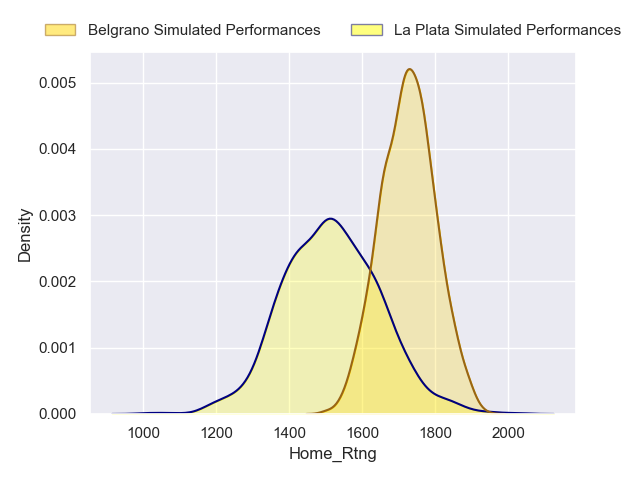 Belgrano Simulated Performances La Plata Simulated Performances
0.005
0.004
0.003
0.002
0.001
0.000
Density
1000 1200 1400 1600 1800 2000
Home_Rtng